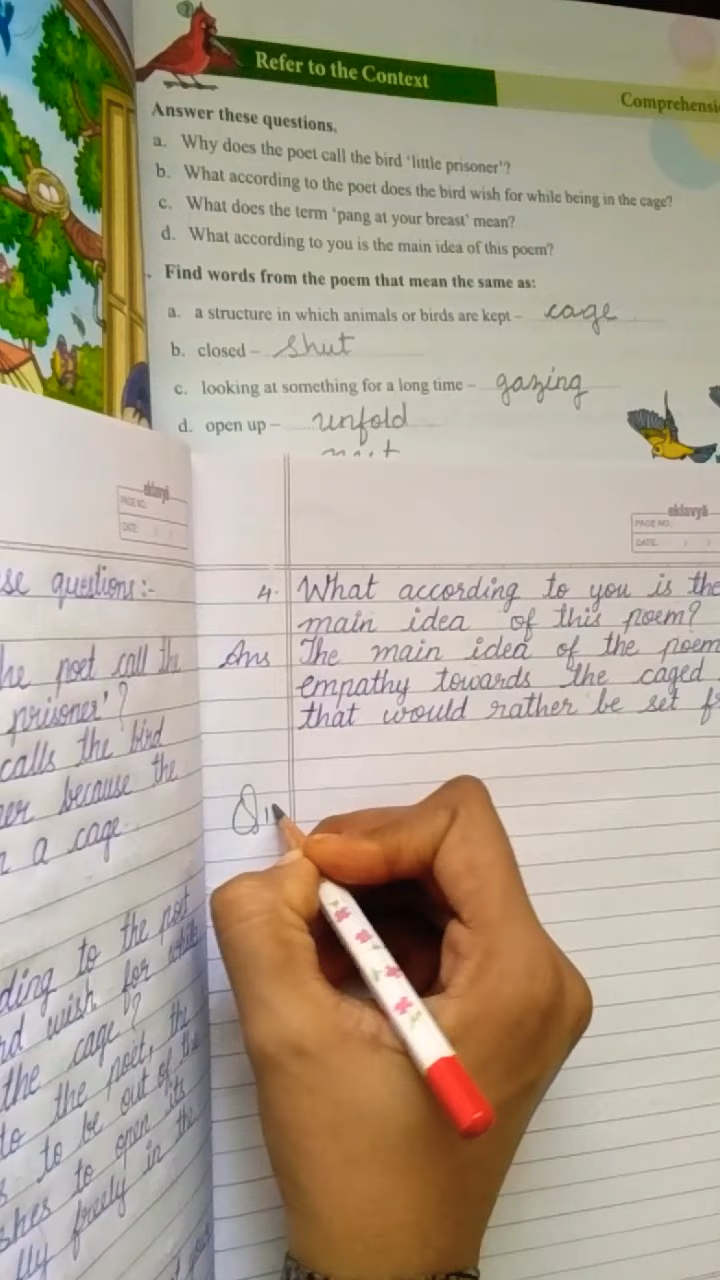 Refer to the Context
Comprehensi
Answer these questions.
a. Why does the poet call the bird 'little prisoner'?
b. What according to the poet does the bird wish for while being in the cage?
c. What does the term 'pang at your breast' mean?
d. What according to you is the main idea of this poem?
Find words from the poem that mean the same as:
a. a structure in which animals or birds are kept – cage
b. closed – shut
c. looking at something for a long time – gazing
d. open up – unfold
eklavya
PAGE NO.
DATE: / /
eklavya
PAGE NO.:
DATE: / /
se questions:-
he poet call the
prisoner'?
calls the bird
er because the
a cage.
ding to the poet
rd wish for while
the cage?
to the poet, the
to be out of the
shes to open its
lly freely in the
4. What according to you is the
main idea of this poem?
Ans The main idea of the poem
empathy towards the caged
that would rather be set f
Q